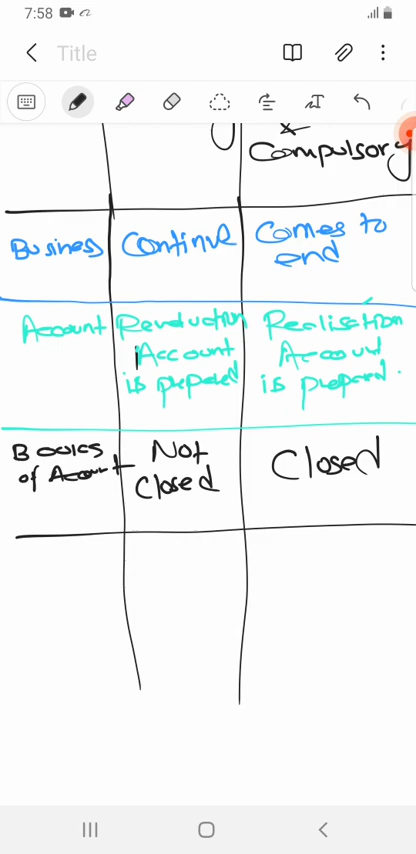 7:58
Title
Compulsory
Business Continue Comes to end
Account Revaluation Account is prepared Realisation Account is prepared.
Books of Account Not Closed Closed